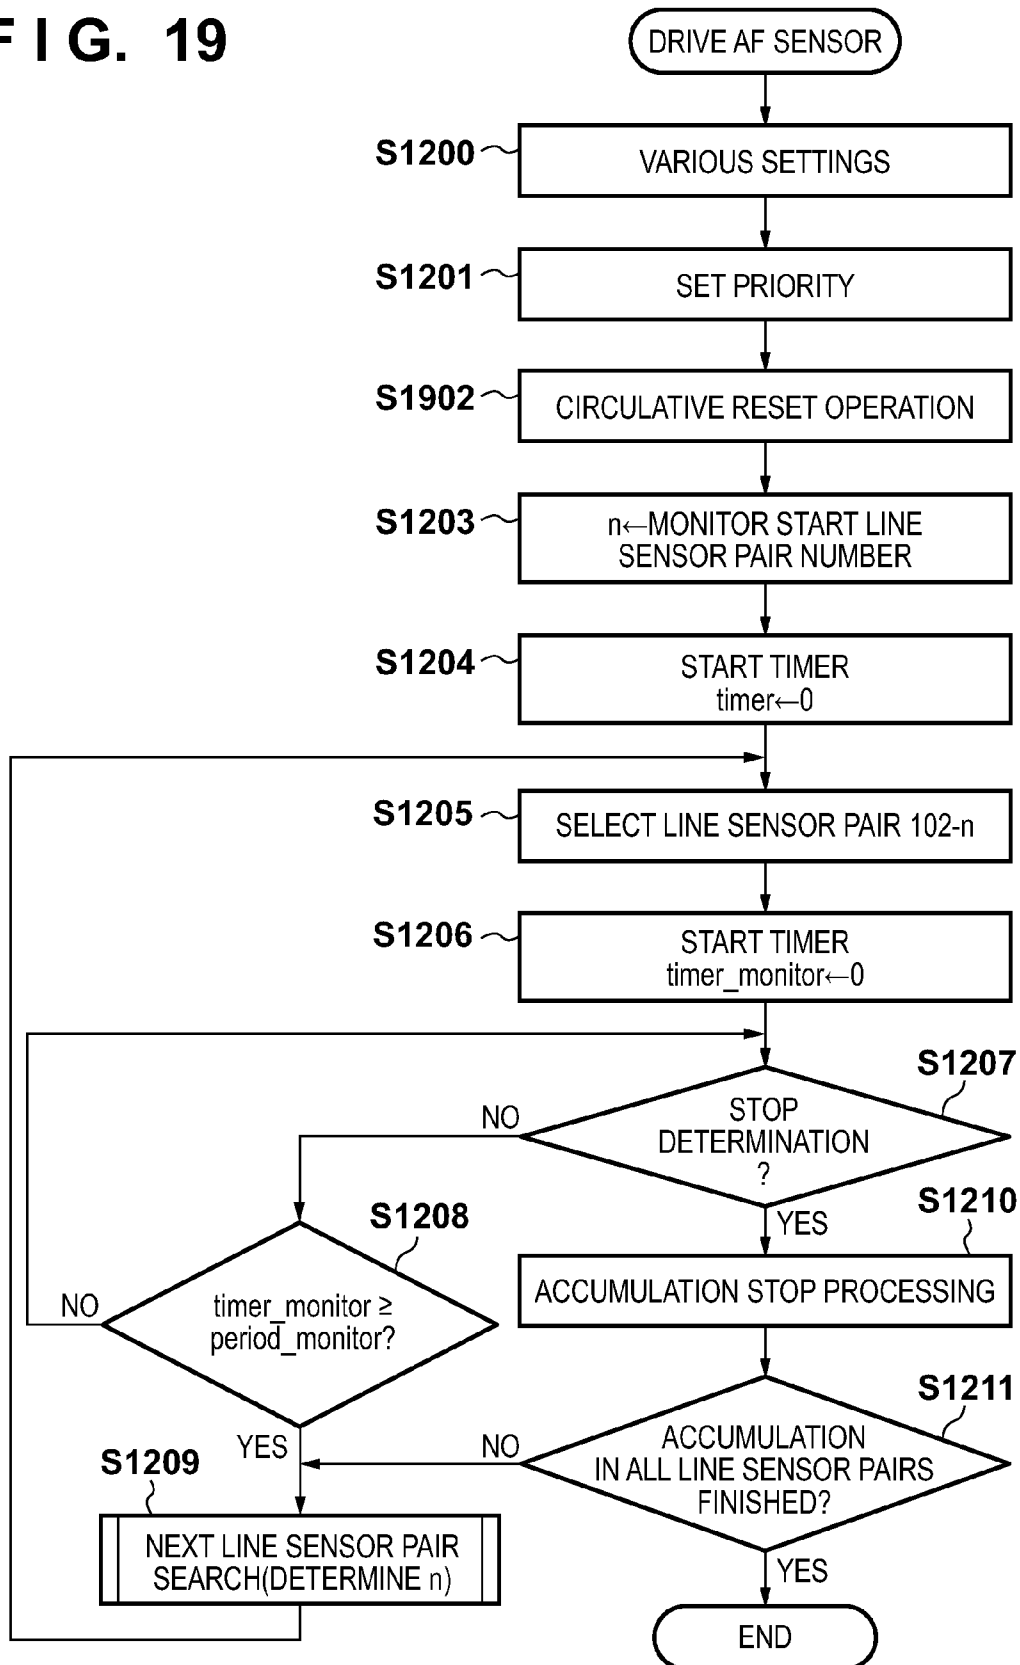 F I G. 19
DRIVE AF SENSOR
S1200
VARIOUS SETTINGS
S1201
SET PRIORITY
S1902
CIRCULATIVE RESET OPERATION
S1203
n←MONITOR START LINE
SENSOR PAIR NUMBER
S1204
START TIMER
timer←0
S1205
SELECT LINE SENSOR PAIR 102-n
S1206
START TIMER
timer_monitor←0
S1207
STOP
DETERMINATION
?
NO
YES
S1208
timer_monitor ≥
period_monitor?
NO
YES
S1210
ACCUMULATION STOP PROCESSING
S1211
ACCUMULATION
IN ALL LINE SENSOR PAIRS
FINISHED?
NO
YES
S1209
NEXT LINE SENSOR PAIR
SEARCH(DETERMINE n)
END